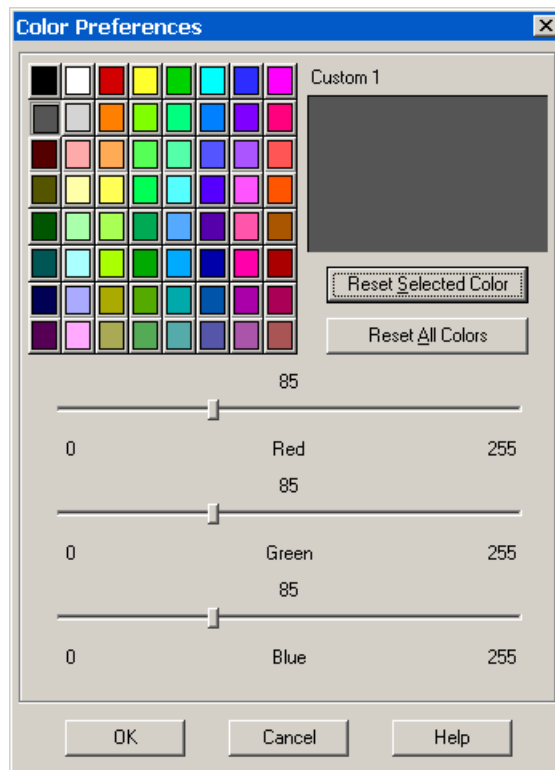 Color Preferences
Custom 1
Reset Selected Color
Reset All Colors
85
0 Red 255
85
0 Green 255
85
0 Blue 255
OK Cancel Help